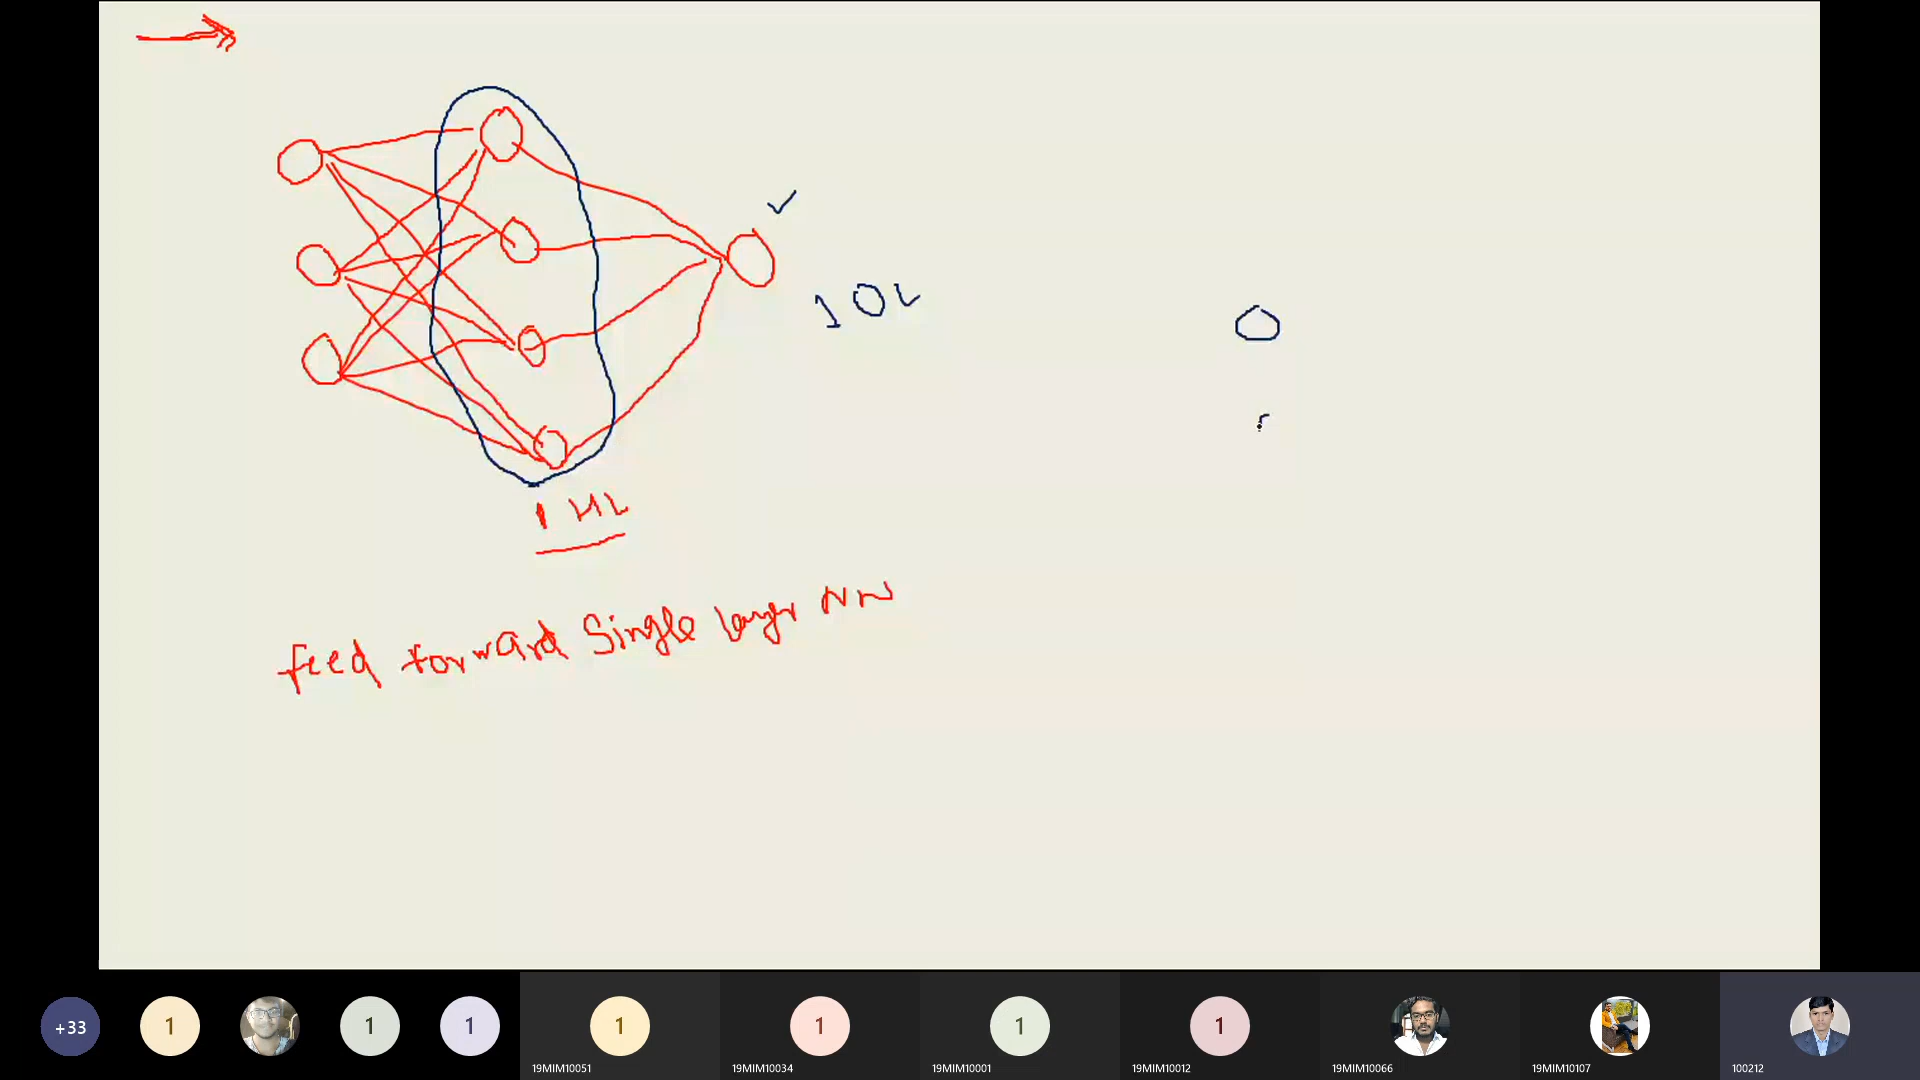 1 OL
1 HL
feed forward Single layer NN
+33
1
1
1
1
1
1
1
19MIM10051
19MIM10034
19MIM10001
19MIM10012
19MIM10066
19MIM10107
100212